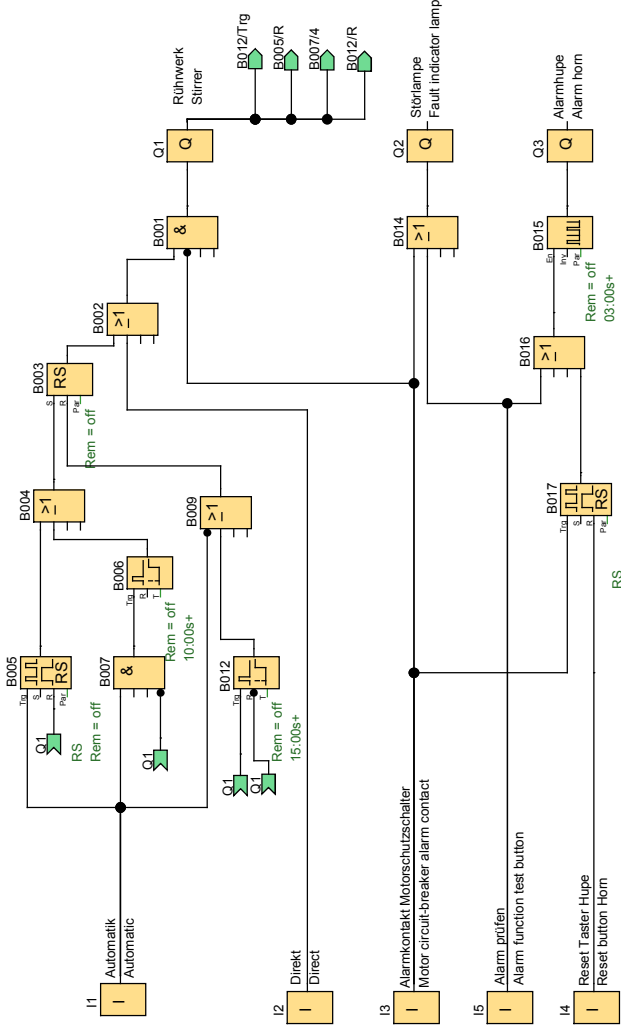 I1
Automatik
Automatic
I
B005
Trg
S
R
Par
RS
Q1
RS
Rem = off
B004
>1
B003
RS
S
R
Par
Rem = off
B002
>1
B001
&
Q1
Q
Rührwerk
Stirrer
B012/Trg
B005/R
B007/4
B012/R
B007
&
Q1
B006
Trg
R
T
Rem = off
10:00s+
B009
>1
B012
Trg
R
T
Q1
Q1
Rem = off
15:00s+
I2
Direkt
Direct
I
I3
Alarmkontakt Motorschutzschalter
Motor circuit-breaker alarm contact
I
B014
>1
Q2
Q
Störlampe
Fault indicator lamp
I5
Alarm prüfen
Alarm function test button
I
B016
>1
B015
En
Inv
Par
Rem = off
03:00s+
Q3
Q
Alarmhupe
Alarm horn
I4
Reset Taster Hupe
Reset button Horn
I
B017
Trg
S
R
Par
RS
RS